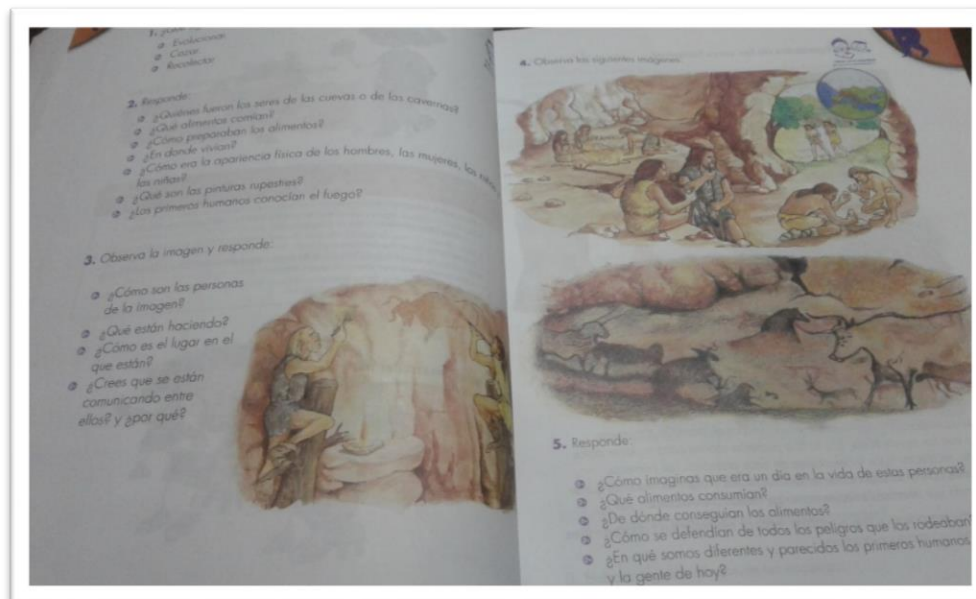 1.
Evolucionar
Cazar
Recolectar
2. Responde:
¿Quiénes fueron los seres de las cuevas o de las cavernas?
¿Qué alimentos comían?
¿Cómo preparaban los alimentos?
¿En donde vivían?
¿Cómo era la apariencia física de los hombres, las mujeres, los niños
las niñas?
¿Qué son las pinturas rupestres?
¿Los primeros humanos conocían el fuego?
3. Observa la imagen y responde:
¿Cómo son las personas
de la imagen?
¿Qué están haciendo?
¿Cómo es el lugar en el
que están?
¿Crees que se están
comunicando entre
ellos? y ¿por qué?
4. Observa las siguientes imágenes:
5. Responde:
¿Cómo imaginas que era un día en la vida de estas personas?
¿Qué alimentos consumían?
¿De dónde conseguían los alimentos?
¿Cómo se defendían de todos los peligros que los rodeaban
¿En qué somos diferentes y parecidos los primeros humanos
y la gente de hoy?